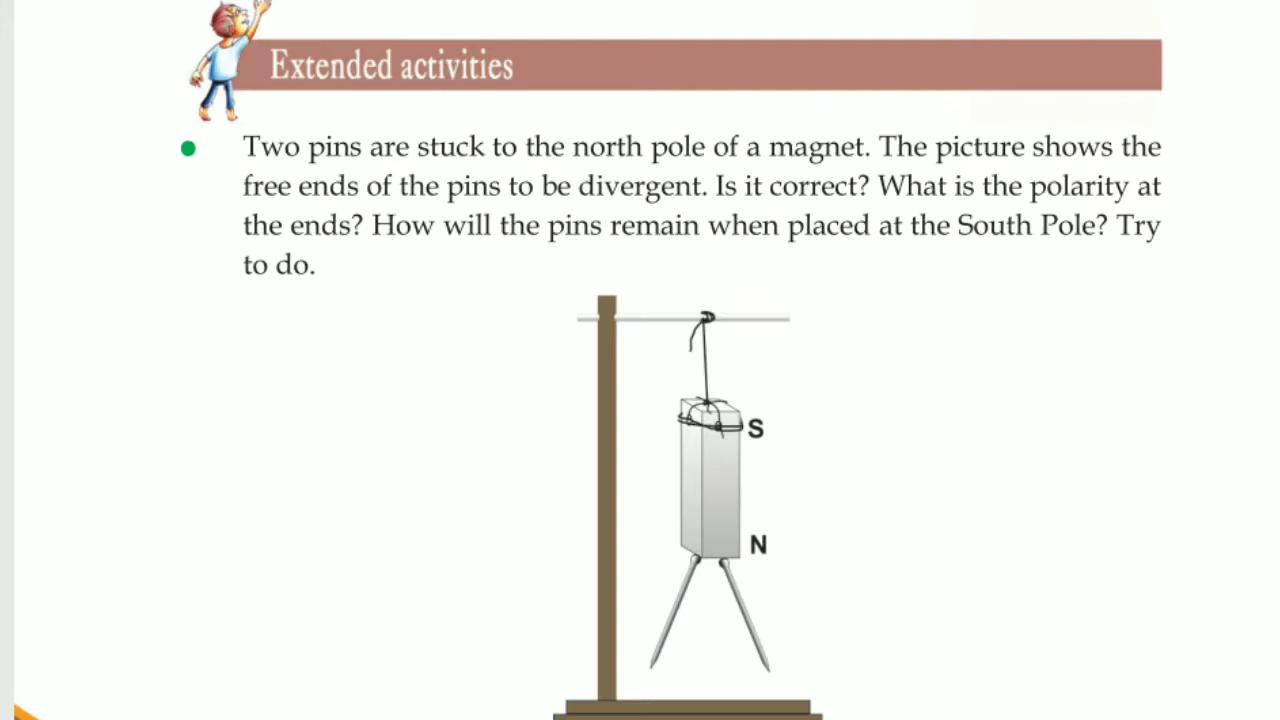 Extended activities
Two pins are stuck to the north pole of a magnet. The picture shows the
free ends of the pins to be divergent. Is it correct? What is the polarity at
the ends? How will the pins remain when placed at the South Pole? Try
to do.
S
N